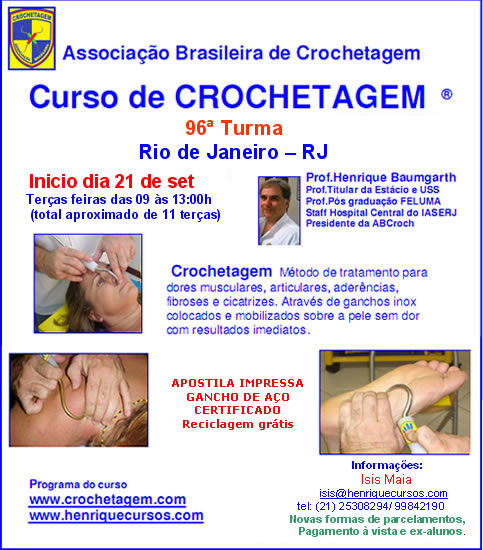 CROCHETAGEM
Associação Brasileira de Crochetagem
Curso de CROCHETAGEM ®
96ª Turma
Rio de Janeiro – RJ
Inicio dia 21 de set
Terças feiras das 09 às 13:00h
(total aproximado de 11 terças)
Prof.Henrique Baumgarth
Prof.Titular da Estácio e USS
Prof.Pós graduação FELUMA
Staff Hospital Central do IASERJ
Presidente da ABCroch
Crochetagem Método de tratamento para
dores musculares, articulares, aderências,
fibroses e cicatrizes. Através de ganchos inox
colocados e mobilizados sobre a pele sem dor
com resultados imediatos.
APOSTILA IMPRESSA
GANCHO DE AÇO
CERTIFICADO
Reciclagem grátis
Programa do curso
www.crochetagem.com
www.henriquecursos.com
Informações:
Isis Maia
isis@henriquecursos.com
tel: (21) 25308294/ 99842190
Novas formas de parcelamentos,
Pagamento à vista e ex-alunos.